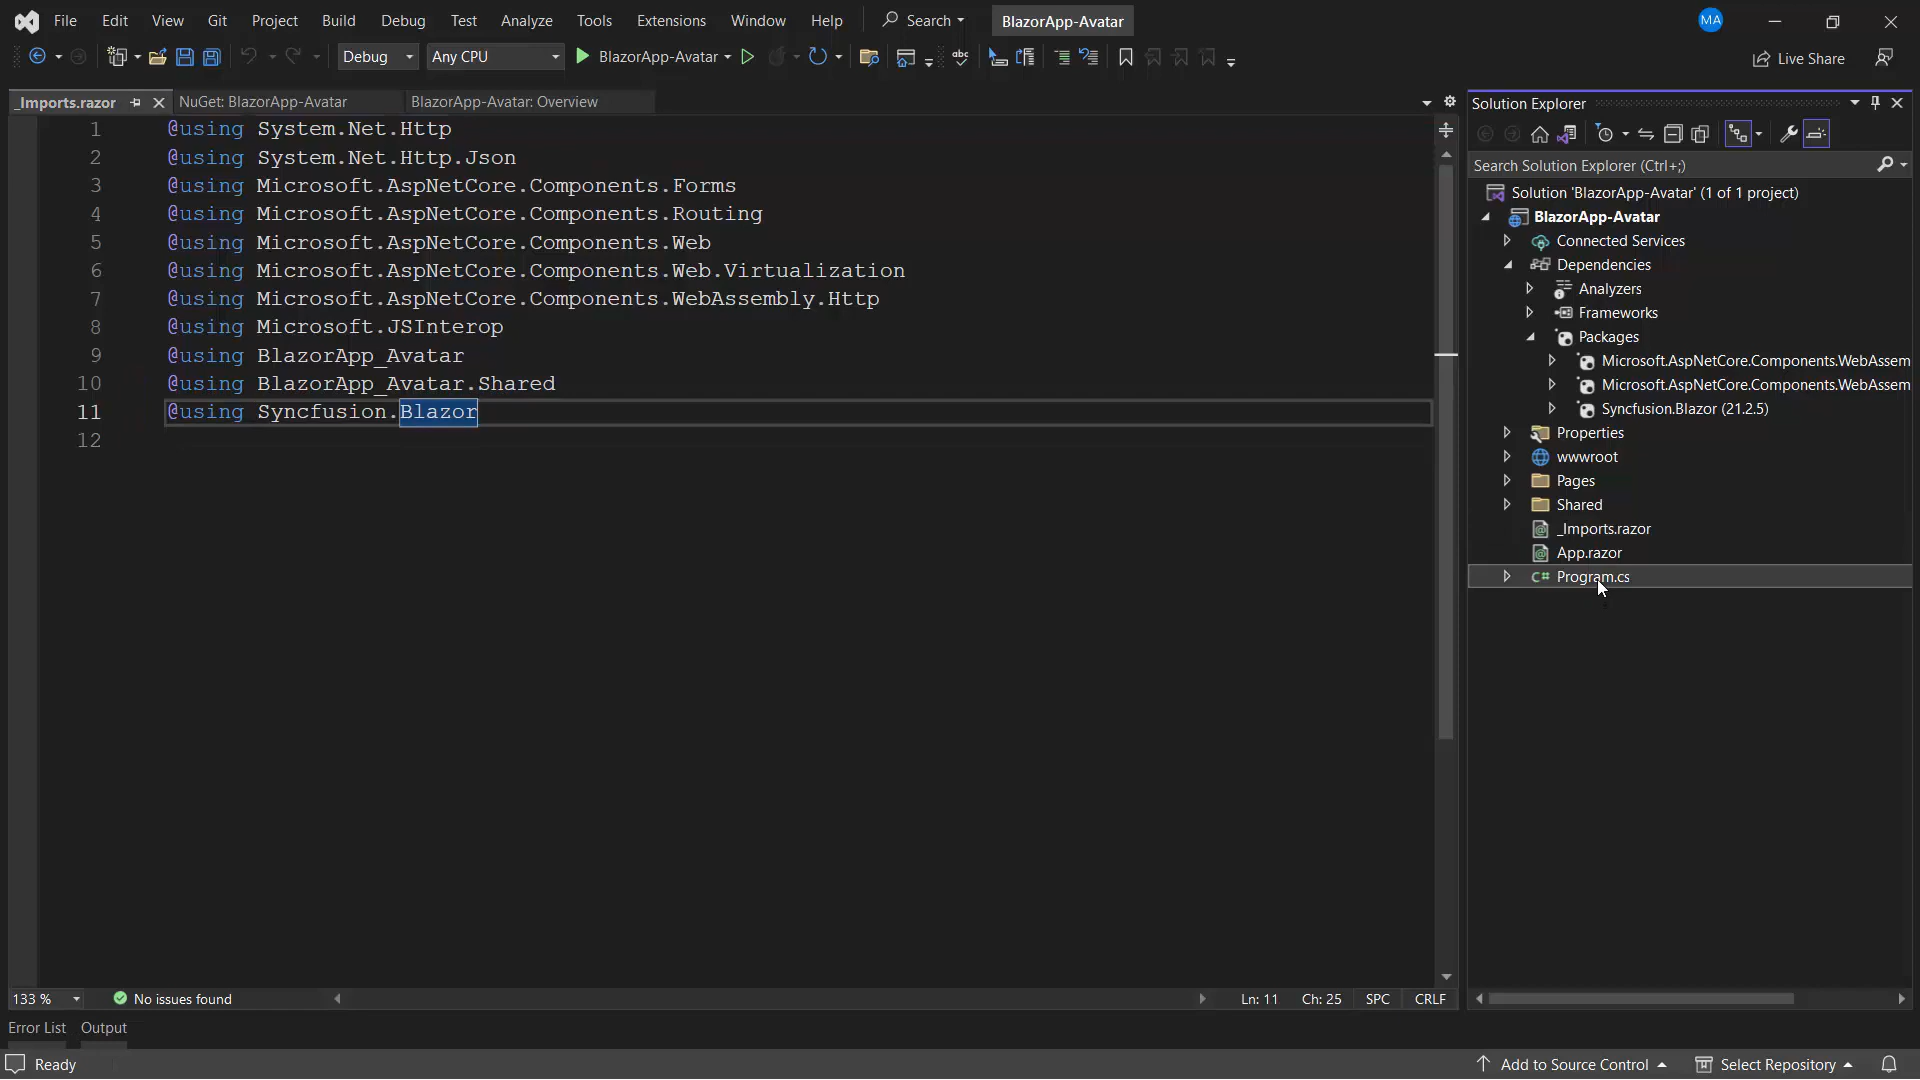 File Edit View Git Project Build Debug Test Analyze Tools Extensions Window Help Search BlazorApp-Avatar MA
Debug Any CPU BlazorApp-Avatar Live Share
_Imports.razor NuGet: BlazorApp-Avatar BlazorApp-Avatar: Overview
1 @using System.Net.Http
2 @using System.Net.Http.Json
3 @using Microsoft.AspNetCore.Components.Forms
4 @using Microsoft.AspNetCore.Components.Routing
5 @using Microsoft.AspNetCore.Components.Web
6 @using Microsoft.AspNetCore.Components.Web.Virtualization
7 @using Microsoft.AspNetCore.Components.WebAssembly.Http
8 @using Microsoft.JSInterop
9 @using BlazorApp_Avatar
10 @using BlazorApp_Avatar.Shared
11 @using Syncfusion.Blazor
12
133 % No issues found Ln: 11 Ch: 25 SPC CRLF
Solution Explorer
Search Solution Explorer (Ctrl+;)
Solution 'BlazorApp-Avatar' (1 of 1 project)
BlazorApp-Avatar
Connected Services
Dependencies
Analyzers
Frameworks
Packages
Microsoft.AspNetCore.Components.WebAssem
Microsoft.AspNetCore.Components.WebAssem
Syncfusion.Blazor (21.2.5)
Properties
wwwroot
Pages
Shared
_Imports.razor
App.razor
C# Program.cs
Error List Output
Ready Add to Source Control Select Repository